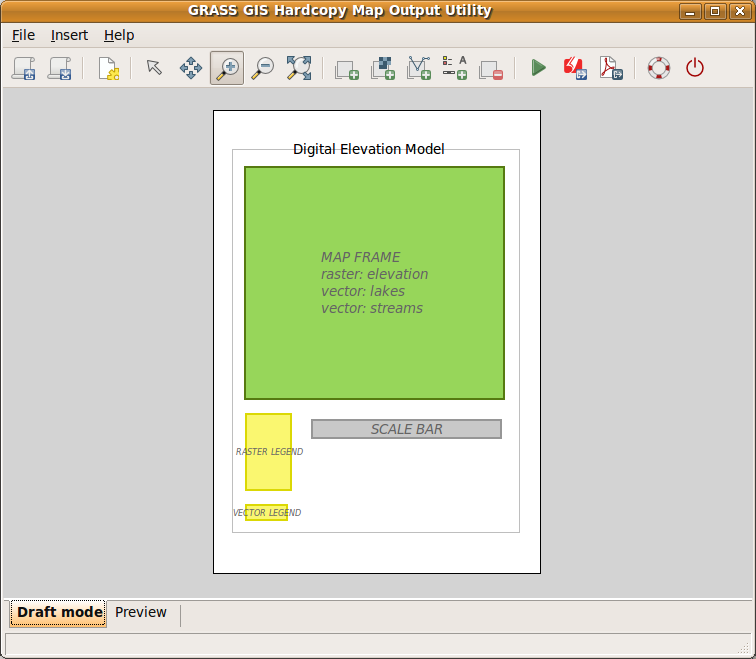 GRASS GIS Hardcopy Map Output Utility
File Insert Help
A
Digital Elevation Model
MAP FRAME
raster: elevation
vector: lakes
vector: streams
SCALE BAR
RASTER LEGEND
VECTOR LEGEND
Draft mode Preview